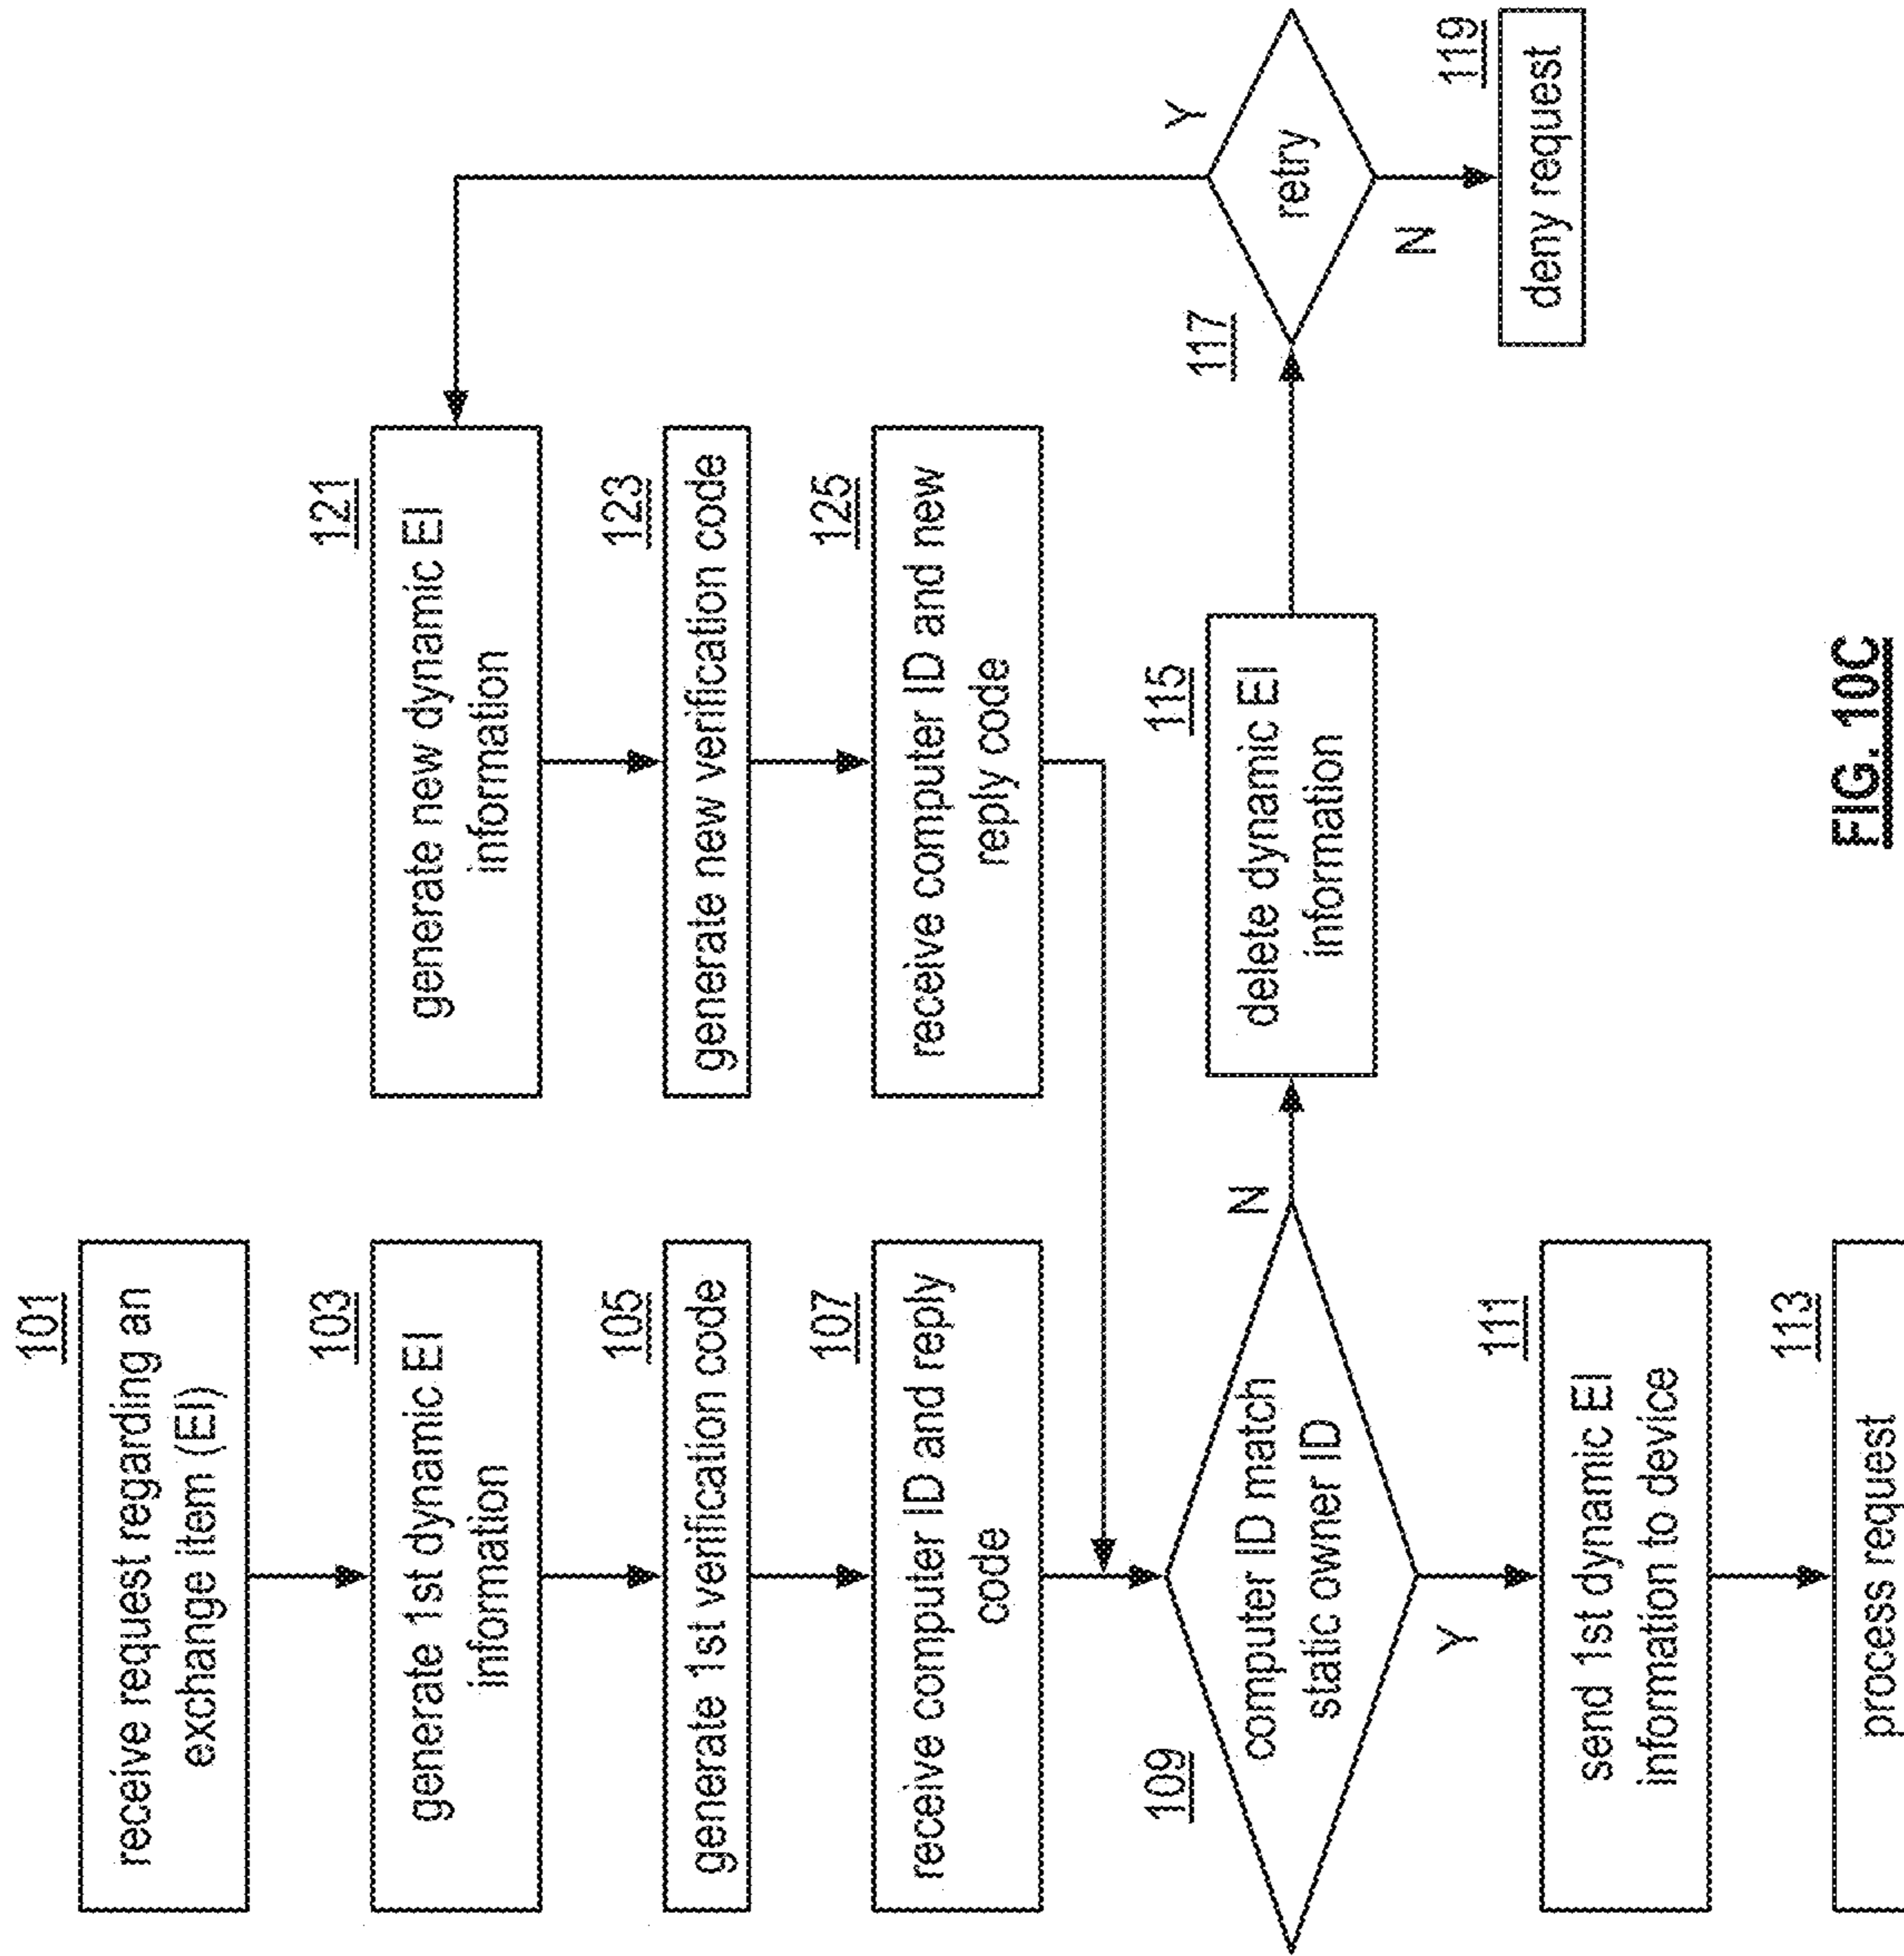 101
receive request regarding an
exchange item (EI)
103
generate 1st dynamic EI
information
105
generate 1st verification code
107
receive computer ID and reply
code
109
computer ID match
static owner ID
Y
N
111
send 1st dynamic EI
information to device
113
process request
115
delete dynamic EI
information
117
retry
Y
N
119
deny request
121
generate new dynamic EI
information
123
generate new verification code
125
receive computer ID and new
reply code
FIG. 10C